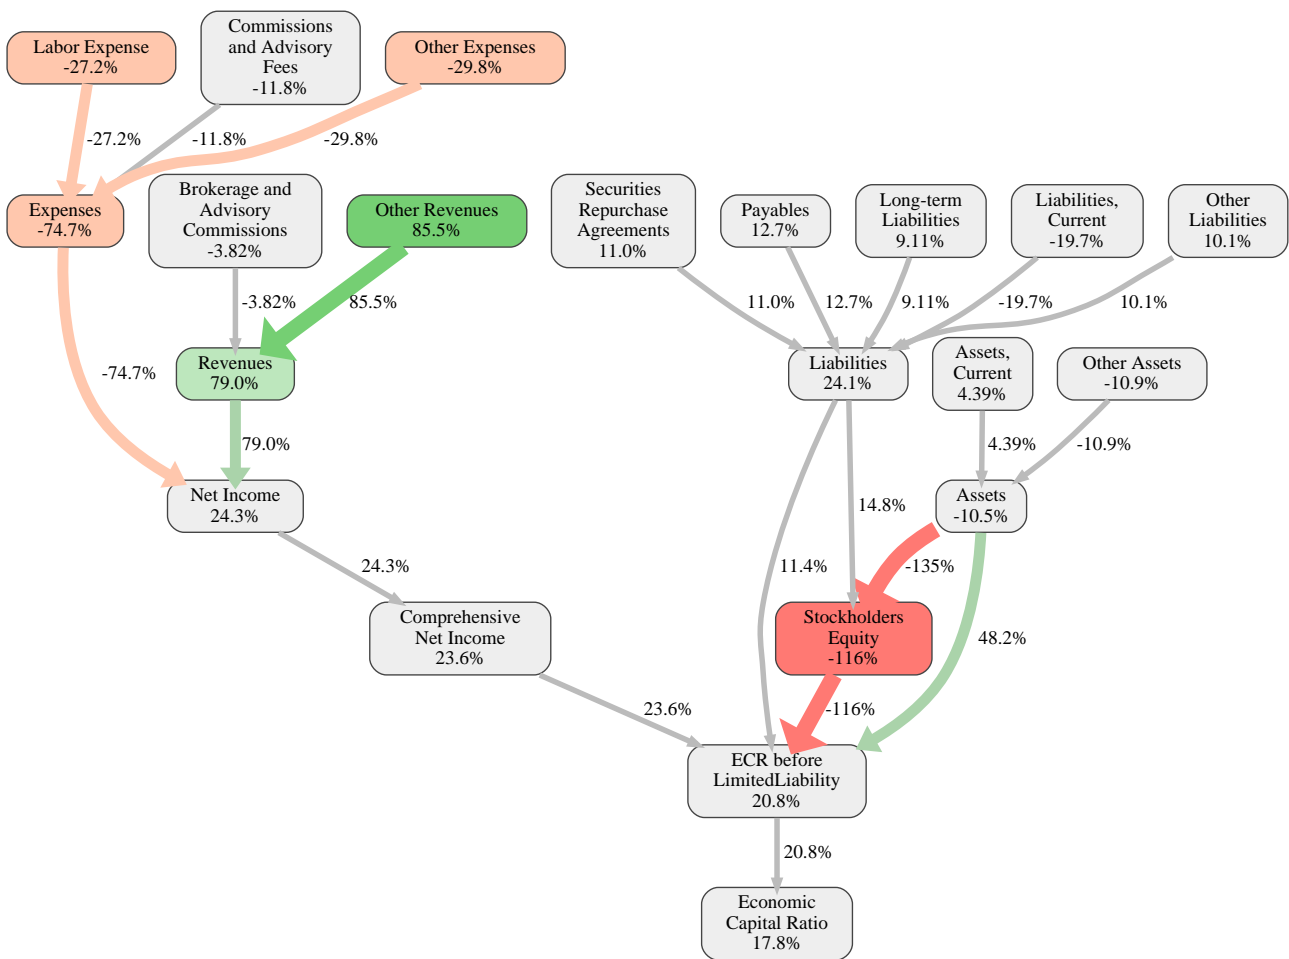 Labor Expense
-27.2%
Commissions
and Advisory
Fees
-11.8%
Other Expenses
-29.8%
-27.2%
-11.8%
-29.8%
Expenses
-74.7%
Brokerage and
Advisory
Commissions
-3.82%
Other Revenues
85.5%
Securities
Repurchase
Agreements
11.0%
Payables
12.7%
Long-term
Liabilities
9.11%
Liabilities,
Current
-19.7%
Other
Liabilities
10.1%
-3.82%
85.5%
11.0%
12.7%
9.11%
-19.7%
10.1%
-74.7%
Revenues
79.0%
Liabilities
24.1%
Assets,
Current
4.39%
Other Assets
-10.9%
79.0%
4.39%
-10.9%
Net Income
24.3%
14.8%
Assets
-10.5%
24.3%
11.4%
-135%
Comprehensive
Net Income
23.6%
Stockholders
Equity
-116%
48.2%
23.6%
-116%
ECR before
LimitedLiability
20.8%
20.8%
Economic
Capital Ratio
17.8%